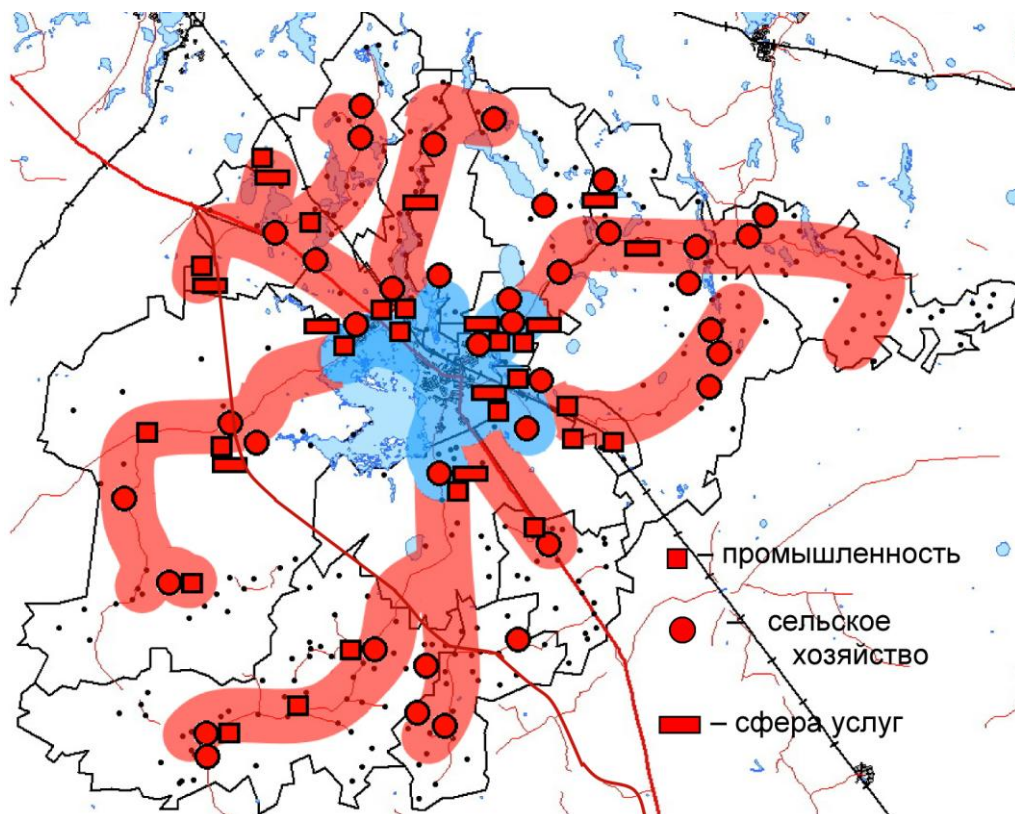 – промышленность
– сельское
хозяйство
– сфера услуг